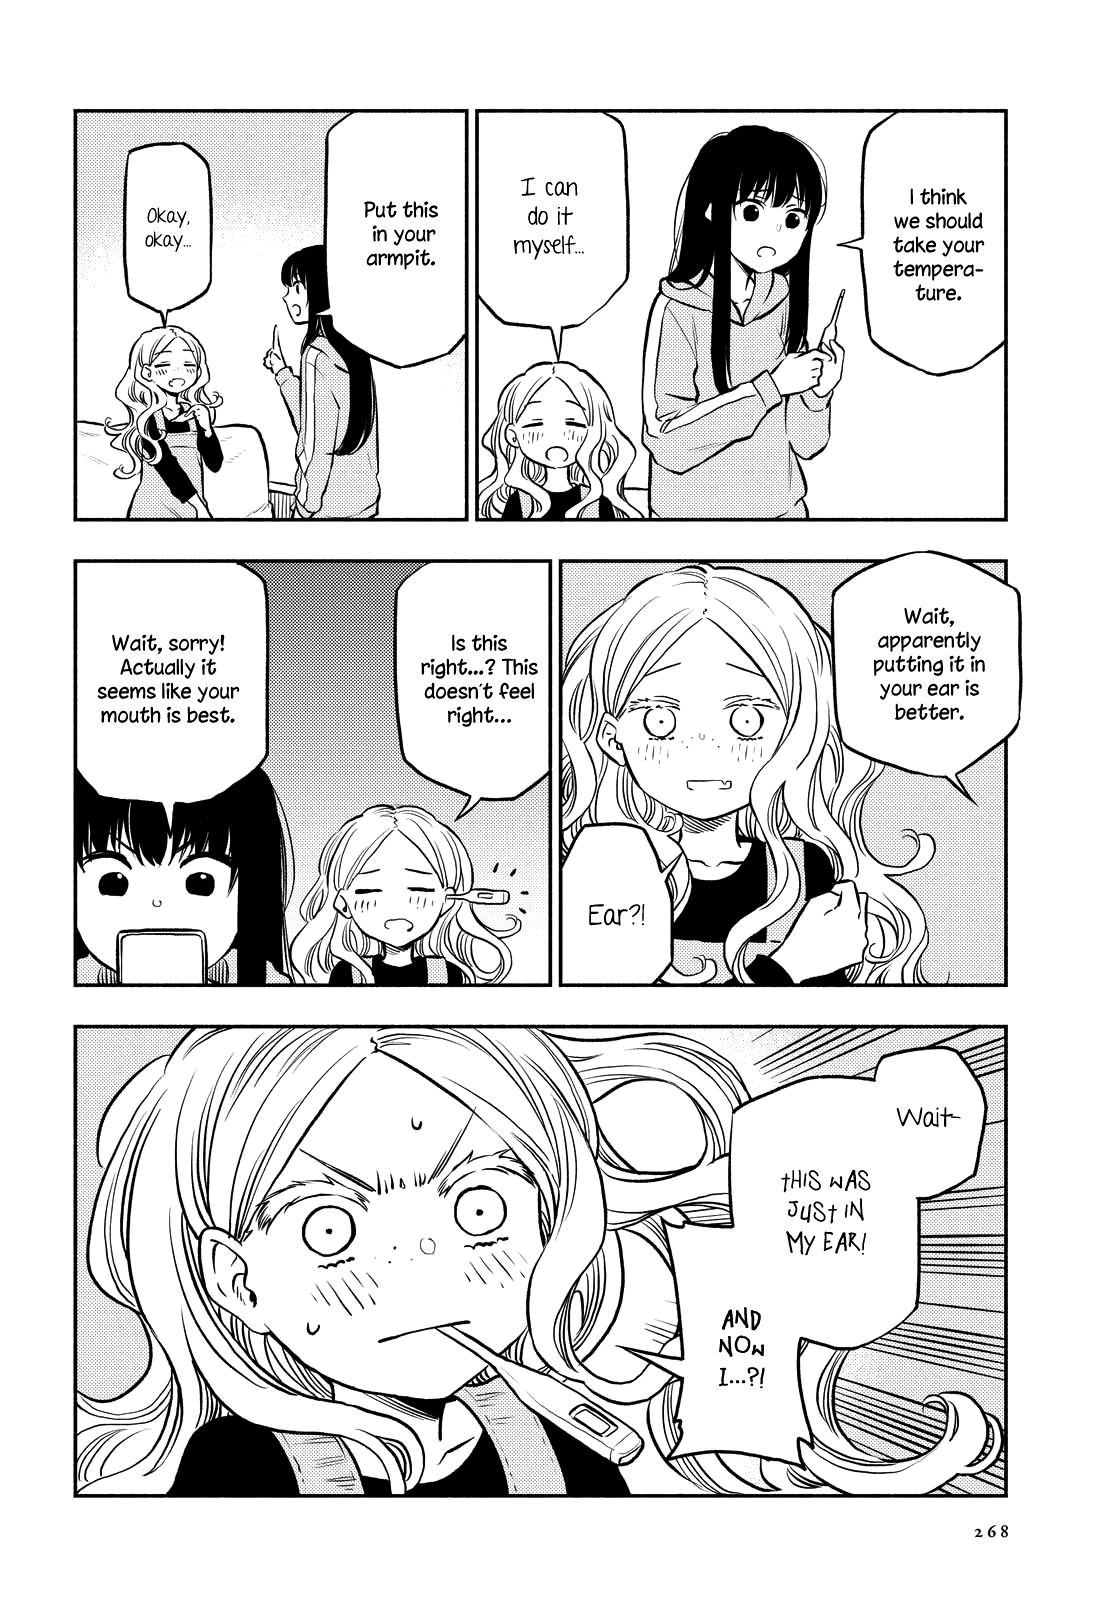 I think
we should
take your
tempera-
ture.
I can
do it
myself...
Put this
in your
armpit.
Okay,
okay...
Wait,
apparently
putting it in
your ear is
better.
Ear?!
Is this
right...? This
doesn't feel
right...
Wait, sorry!
Actually it
seems like your
mouth is best.
Wait-
tHIS WAS
JUST IN
MY EAR!
AND
NOW
I...?!
268